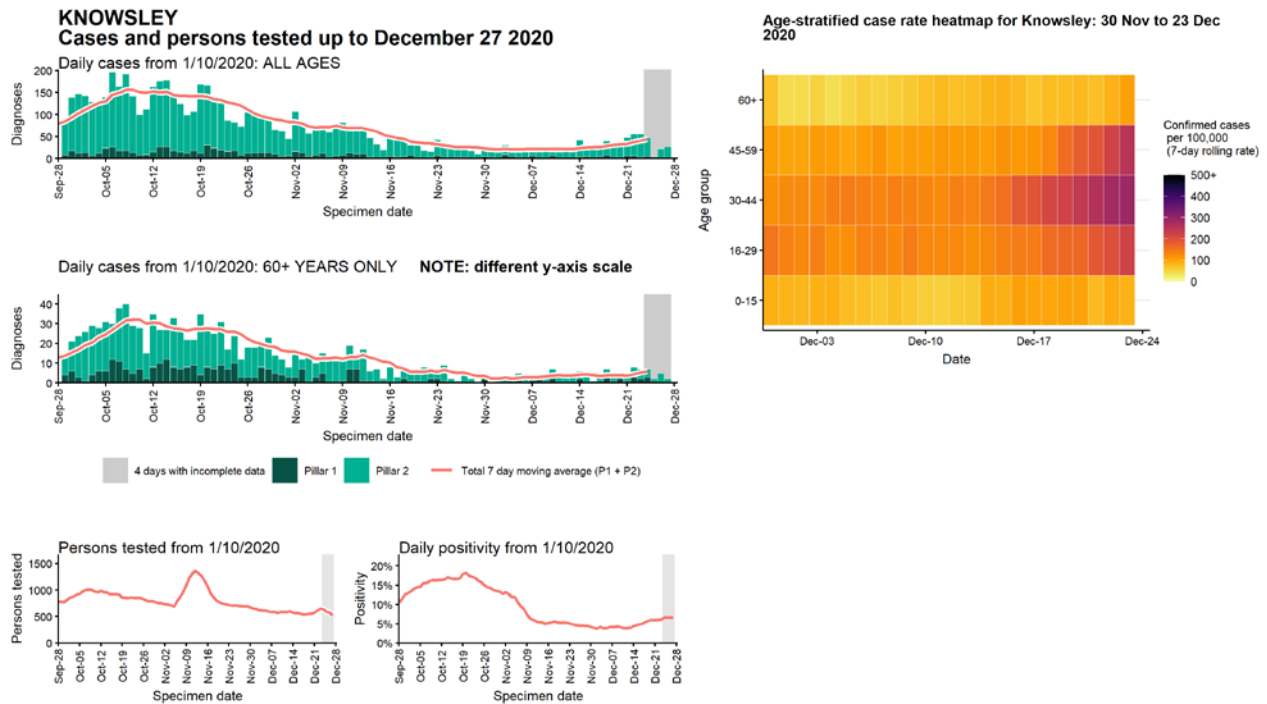 KNOWSLEY
Cases and persons tested up to December 27 2020
Daily cases from 1/10/2020: ALL AGES
Diagnoses
200
150
100
50
0
Sep-28
Oct-05
Oct-12
Oct-19
Oct-26
Nov-02
Nov-09
Nov-16
Nov-23
Nov-30
Dec-07
Dec-14
Dec-21
Dec-28
Specimen date
Daily cases from 1/10/2020: 60+ YEARS ONLY NOTE: different y-axis scale
Diagnoses
40
30
20
10
0
Sep-28
Oct-05
Oct-12
Oct-19
Oct-26
Nov-02
Nov-09
Nov-16
Nov-23
Nov-30
Dec-07
Dec-14
Dec-21
Dec-28
Specimen date
4 days with incomplete data
Pillar 1
Pillar 2
Total 7 day moving average (P1 + P2)
Persons tested from 1/10/2020
Persons tested
1500
1000
500
0
Sep-28
Oct-05
Oct-12
Oct-19
Oct-26
Nov-02
Nov-09
Nov-16
Nov-23
Nov-30
Dec-07
Dec-14
Dec-21
Dec-28
Specimen date
Daily positivity from 1/10/2020
Positivity
20%
15%
10%
5%
0%
Sep-28
Oct-05
Oct-12
Oct-19
Oct-26
Nov-02
Nov-09
Nov-16
Nov-23
Nov-30
Dec-07
Dec-14
Dec-21
Dec-28
Specimen date
Age-stratified case rate heatmap for Knowsley: 30 Nov to 23 Dec
2020
Age group
60+
45-59
30-44
16-29
0-15
Dec-03
Dec-10
Dec-17
Dec-24
Date
Confirmed cases
per 100,000
(7-day rolling rate)
500+
400
300
200
100
0